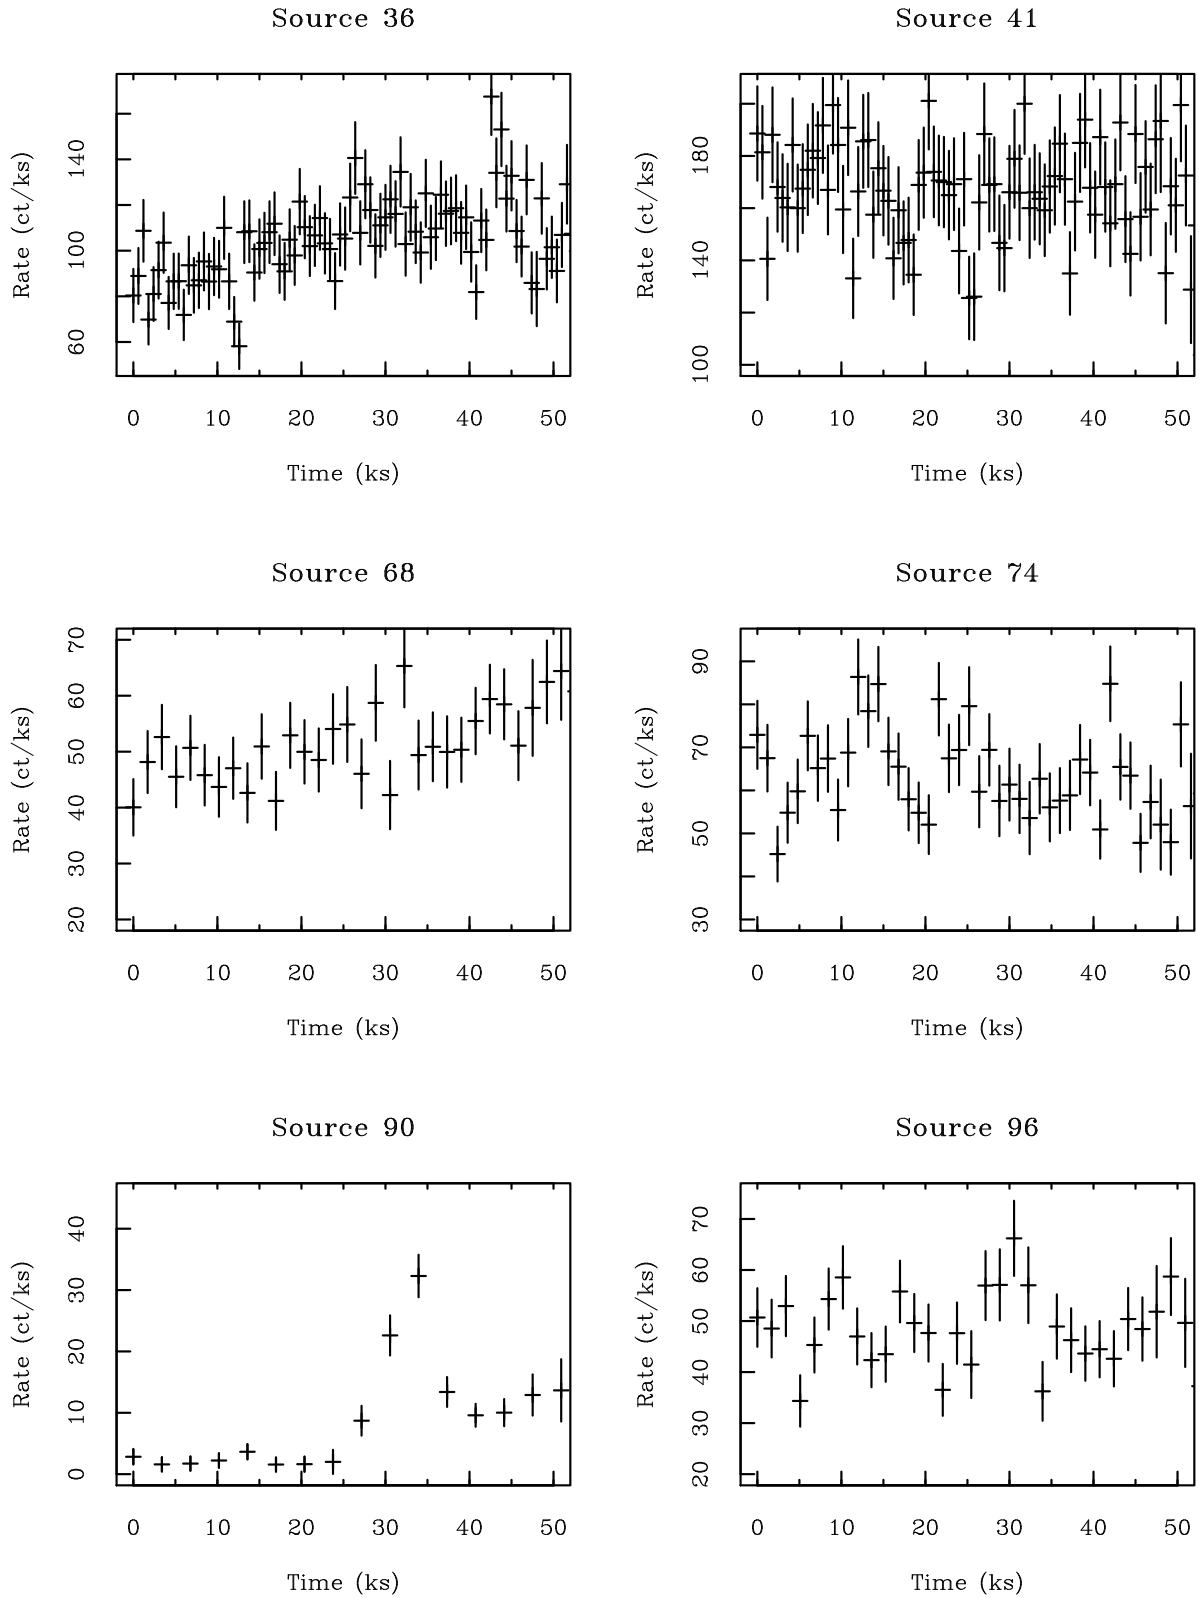 Source 36
Rate (ct/ks)
140
100
60
0 10 20 30 40 50
Time (ks)
Source 41
Rate (ct/ks)
180
140
100
0 10 20 30 40 50
Time (ks)
Source 68
Rate (ct/ks)
70
60
50
40
30
20
0 10 20 30 40 50
Time (ks)
Source 74
Rate (ct/ks)
90
70
50
30
0 10 20 30 40 50
Time (ks)
Source 90
Rate (ct/ks)
40
30
20
10
0
0 10 20 30 40 50
Time (ks)
Source 96
Rate (ct/ks)
70
60
50
40
30
20
0 10 20 30 40 50
Time (ks)